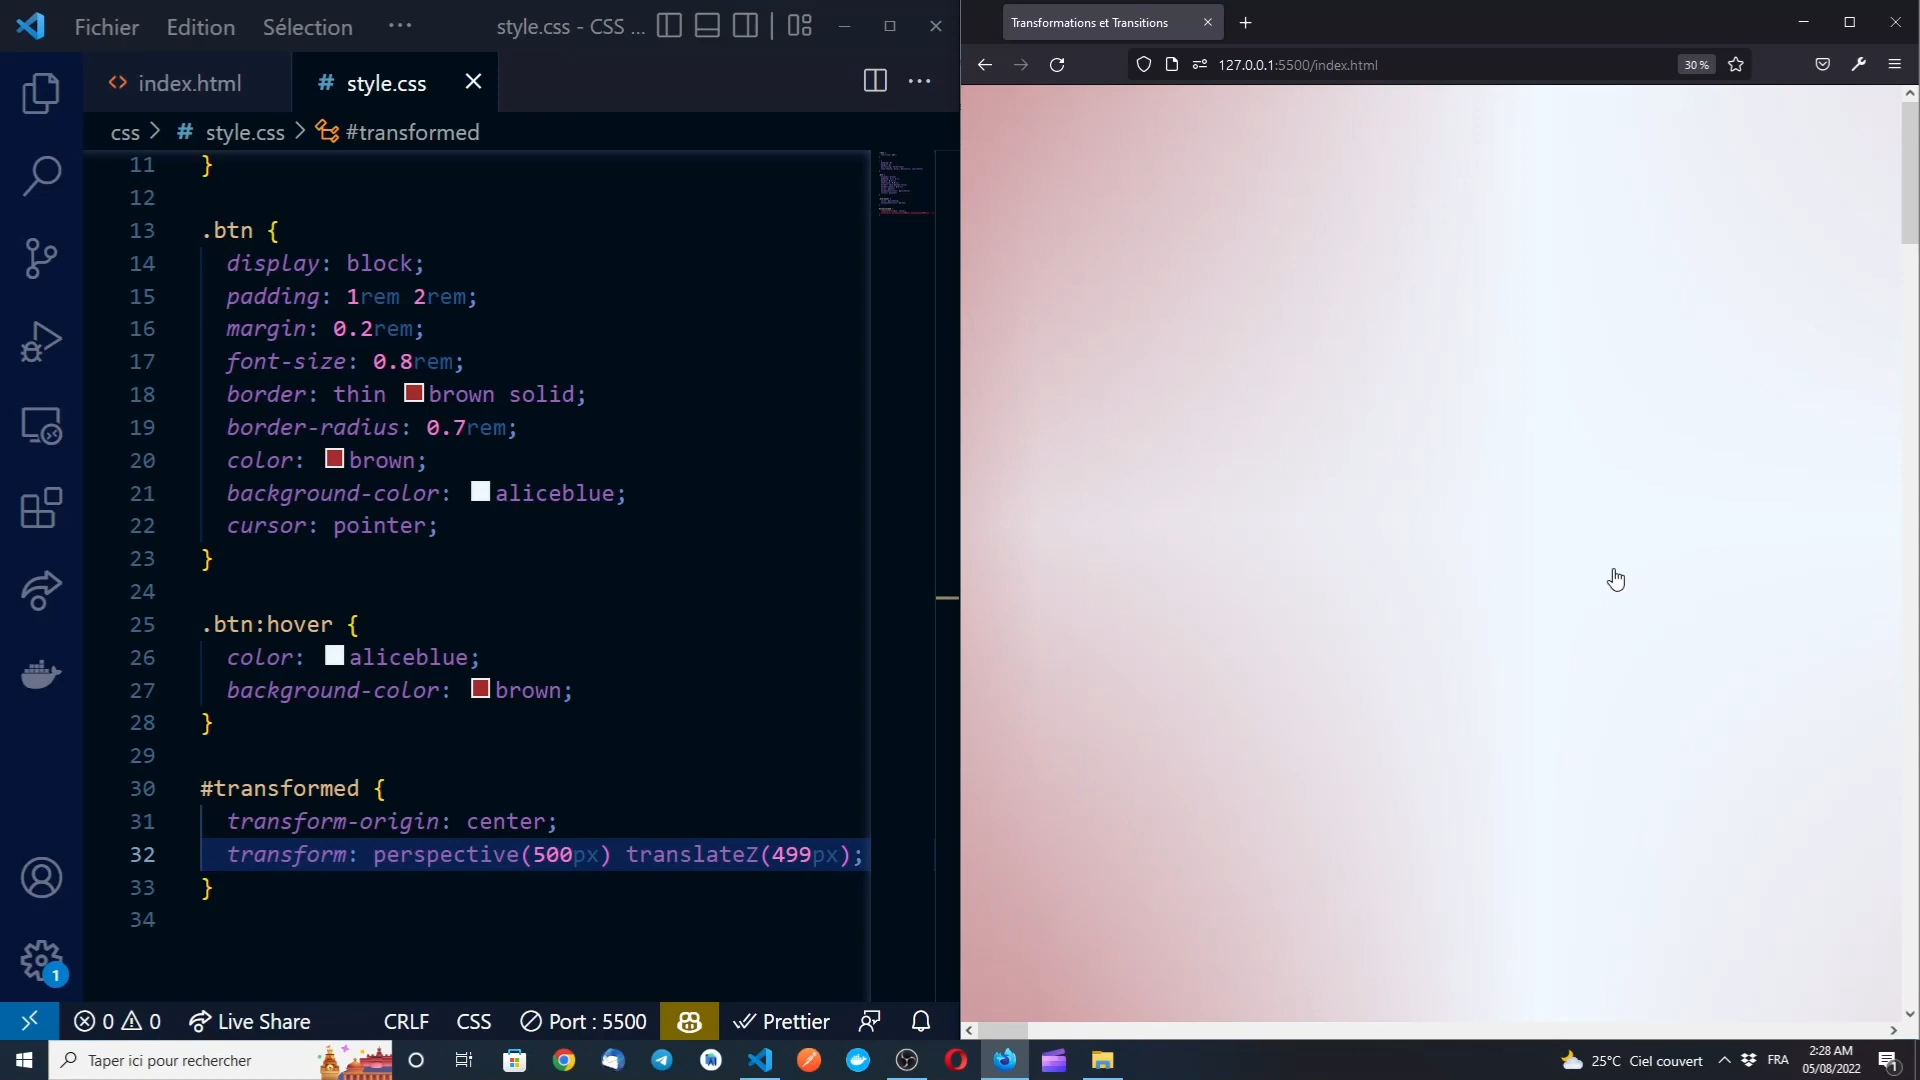 Fichier Edition Sélection ··· style.css - CSS ...
index.html # style.css
css > # style.css > #transformed
11 }
12
13 .btn {
14 display: block;
15 padding: 1rem 2rem;
16 margin: 0.2rem;
17 font-size: 0.8rem;
18 border: thin brown solid;
19 border-radius: 0.7rem;
20 color: brown;
21 background-color: aliceblue;
22 cursor: pointer;
23 }
24
25 .btn:hover {
26 color: aliceblue;
27 background-color: brown;
28 }
29
30 #transformed {
31 transform-origin: center;
32 transform: perspective(500px) translateZ(499px);
33 }
34
1
0 0 Live Share CRLF CSS Port : 5500 Prettier
Transformations et Transitions
127.0.0.1:5500/index.html 30 %
Taper ici pour rechercher
25°C Ciel couvert FRA 2:28 AM
05/08/2022
1